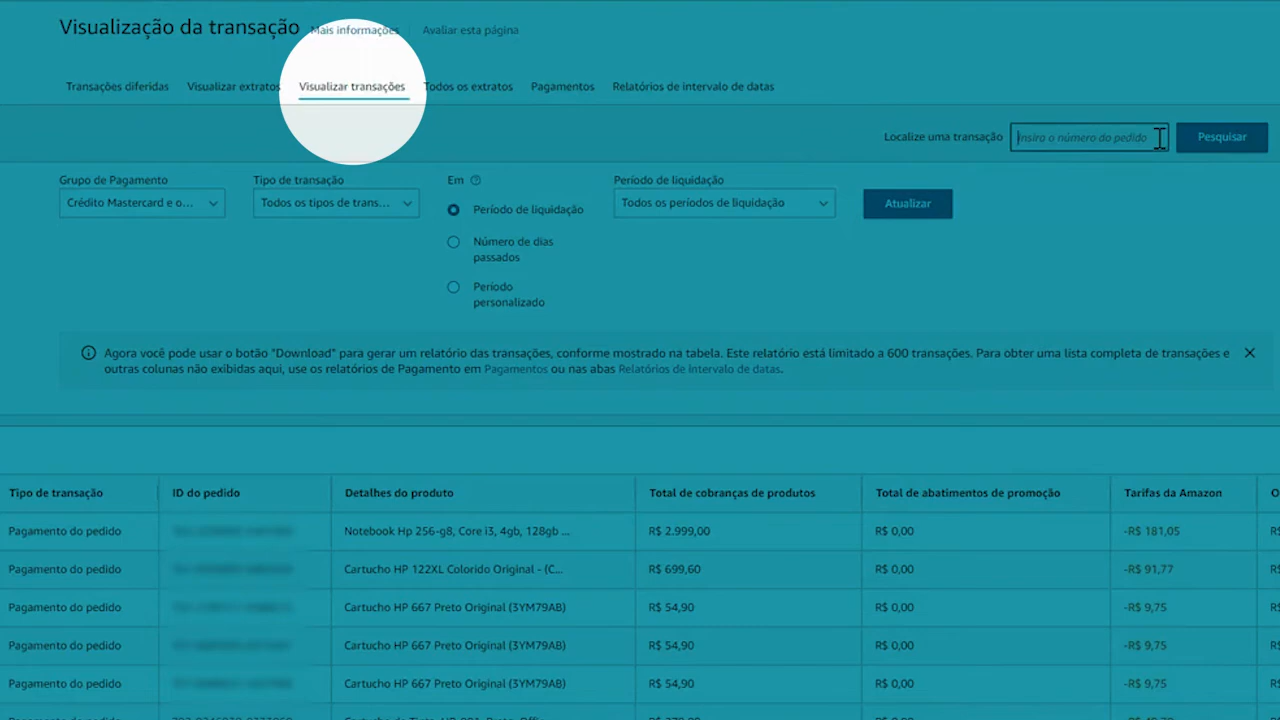 Visualização da transação Mais informações Avaliar esta página
Transações diferidas Visualizar extratos Visualizar transações Todos os extratos Pagamentos Relatórios de intervalo de datas
Localize uma transação Insira o número do pedido Pesquisar
Grupo de Pagamento Tipo de transação Em Período de liquidação
Crédito Mastercard e o... Todos os tipos de trans... Período de liquidação Todos os períodos de liquidação Atualizar
Número de dias
passados
Período
personalizado
Agora você pode usar o botão "Download" para gerar um relatório das transações, conforme mostrado na tabela. Este relatório está limitado a 600 transações. Para obter uma lista completa de transações e
outras colunas não exibidas aqui, use os relatórios de Pagamento em Pagamentos ou nas abas Relatórios de intervalo de datas.
Tipo de transação ID do pedido Detalhes do produto Total de cobranças de produtos Total de abatimentos de promoção Tarifas da Amazon
Pagamento do pedido Notebook Hp 256-g8, Core i3, 4gb, 128gb ... R$ 2.999,00 R$ 0,00 -R$ 181,05
Pagamento do pedido Cartucho HP 122XL Colorido Original - (C... R$ 699,60 R$ 0,00 -R$ 91,77
Pagamento do pedido Cartucho HP 667 Preto Original (3YM79AB) R$ 54,90 R$ 0,00 -R$ 9,75
Pagamento do pedido Cartucho HP 667 Preto Original (3YM79AB) R$ 54,90 R$ 0,00 -R$ 9,75
Pagamento do pedido Cartucho HP 667 Preto Original (3YM79AB) R$ 54,90 R$ 0,00 -R$ 9,75